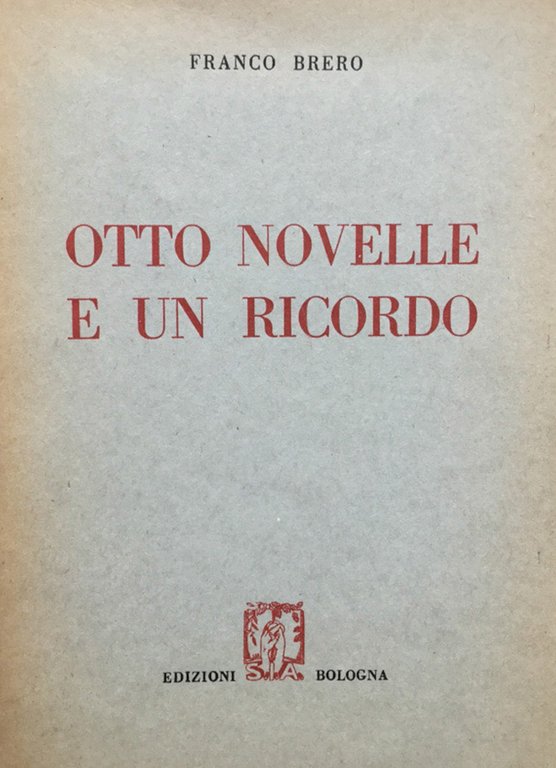 FRANCO BRERO
OTTO NOVELLE
E UN RICORDO
EDIZIONI S.I.A. BOLOGNA